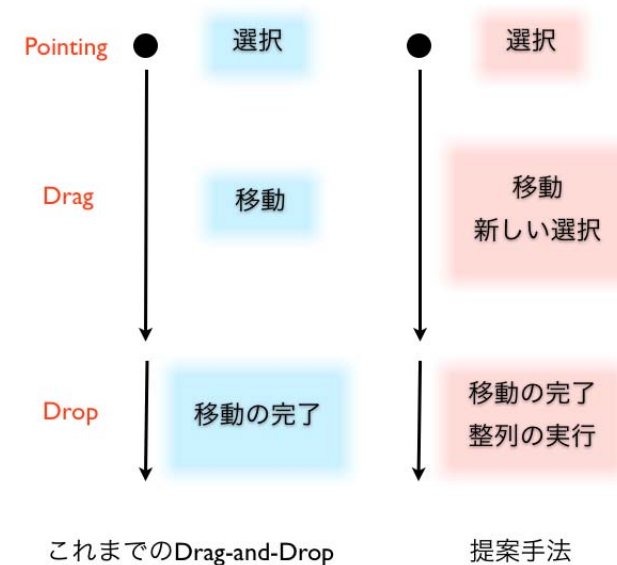 Pointing
選択
選択
Drag
移動
移動
新しい選択
Drop
移動の完了
移動の完了
整列の実行
これまでのDrag-and-Drop
提案手法